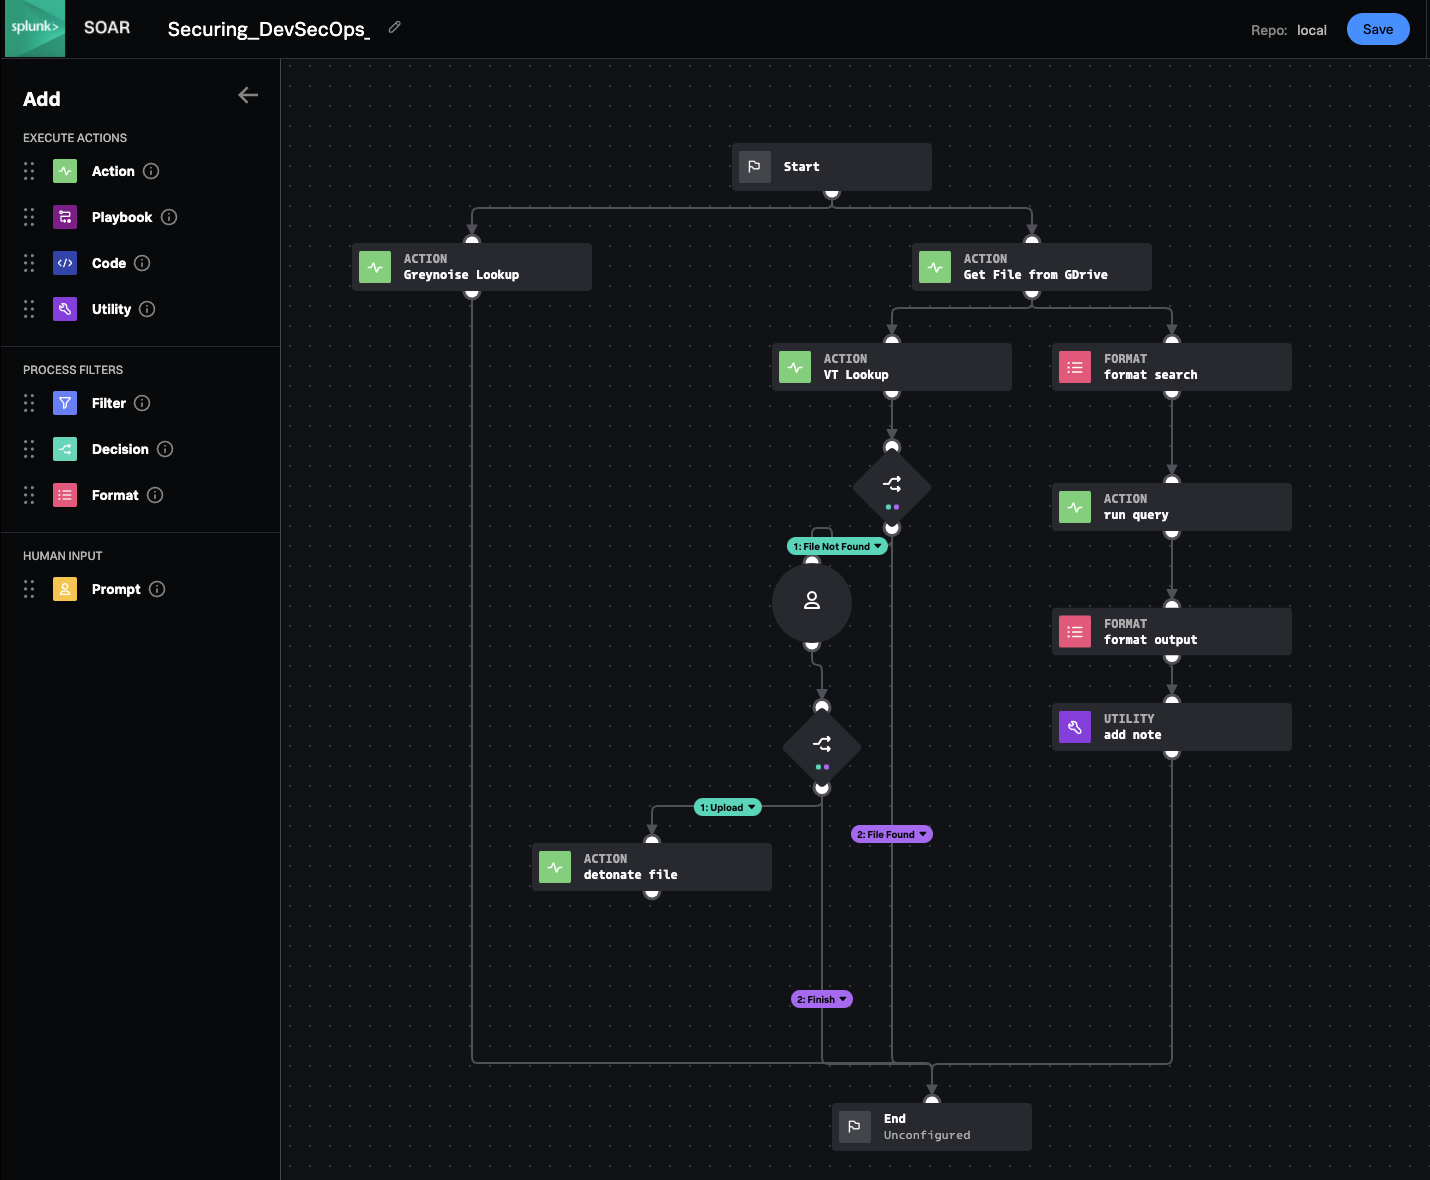 splunk>
SOAR
Securing_DevSecOps_
Repo: local
Save
Add
EXECUTE ACTIONS
Action
Playbook
Code
Utility
PROCESS FILTERS
Filter
Decision
Format
HUMAN INPUT
Prompt
Start
ACTION
Greynoise Lookup
ACTION
Get File from GDrive
ACTION
VT Lookup
FORMAT
format search
ACTION
run query
1: File Not Found
FORMAT
format output
UTILITY
add note
1: Upload
2: File Found
ACTION
detonate file
2: Finish
End
Unconfigured